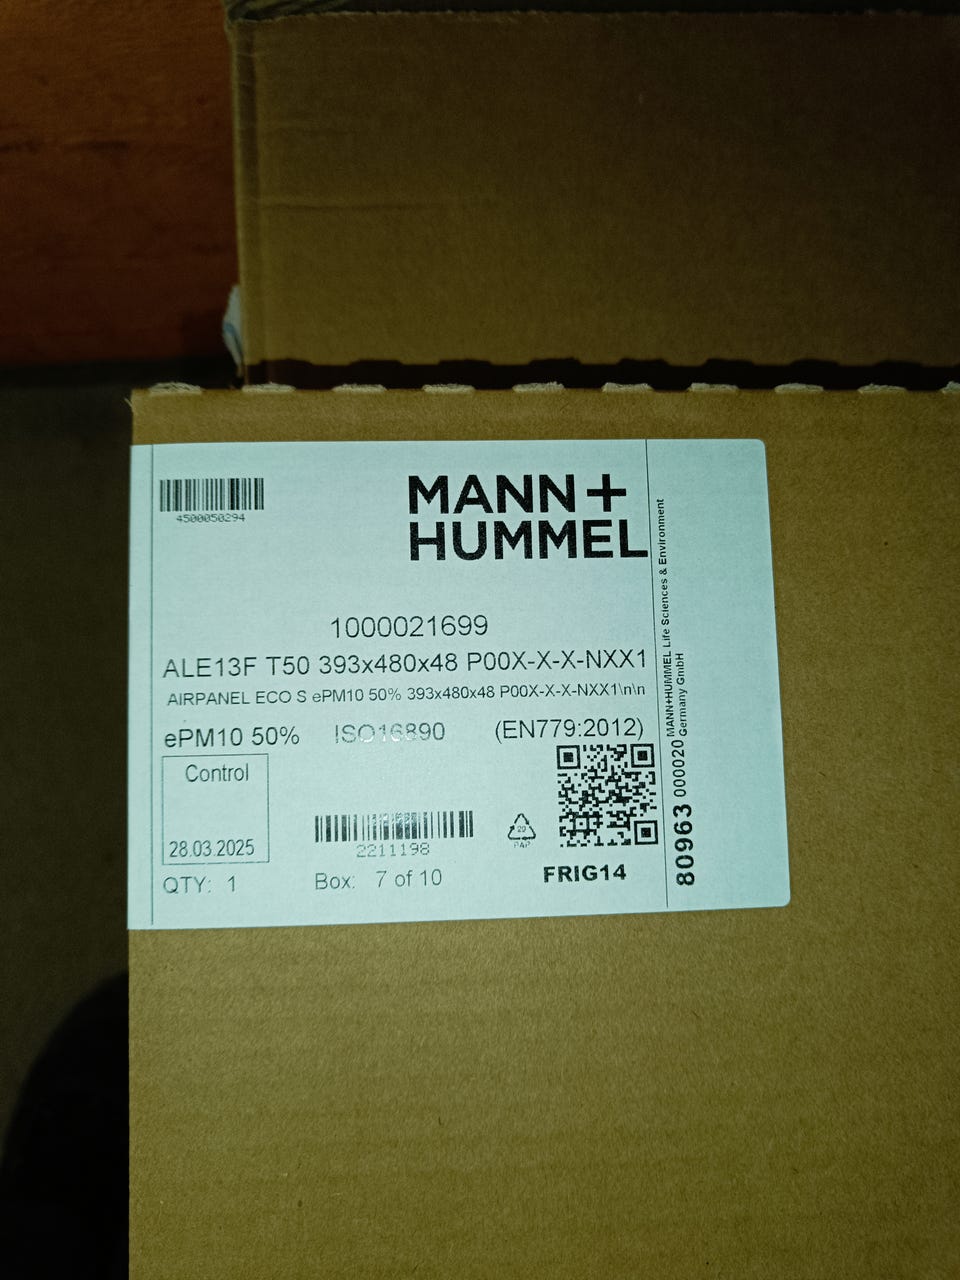 4500050294
MANN+
HUMMEL
1000021699
ALE13F T50 393x480x48 P00X-X-X-NXX1
AIRPANEL ECO S ePM10 50% 393x480x48 P00X-X-X-NXX1\n\n
ePM10 50% ISO16890 (EN779:2012)
Control
28.03.2025
2211198
20
PAP
QTY: 1
Box: 7 of 10
FRIG14
80963 000020 MANN+HUMMEL Life Sciences & Environment
Germany GmbH